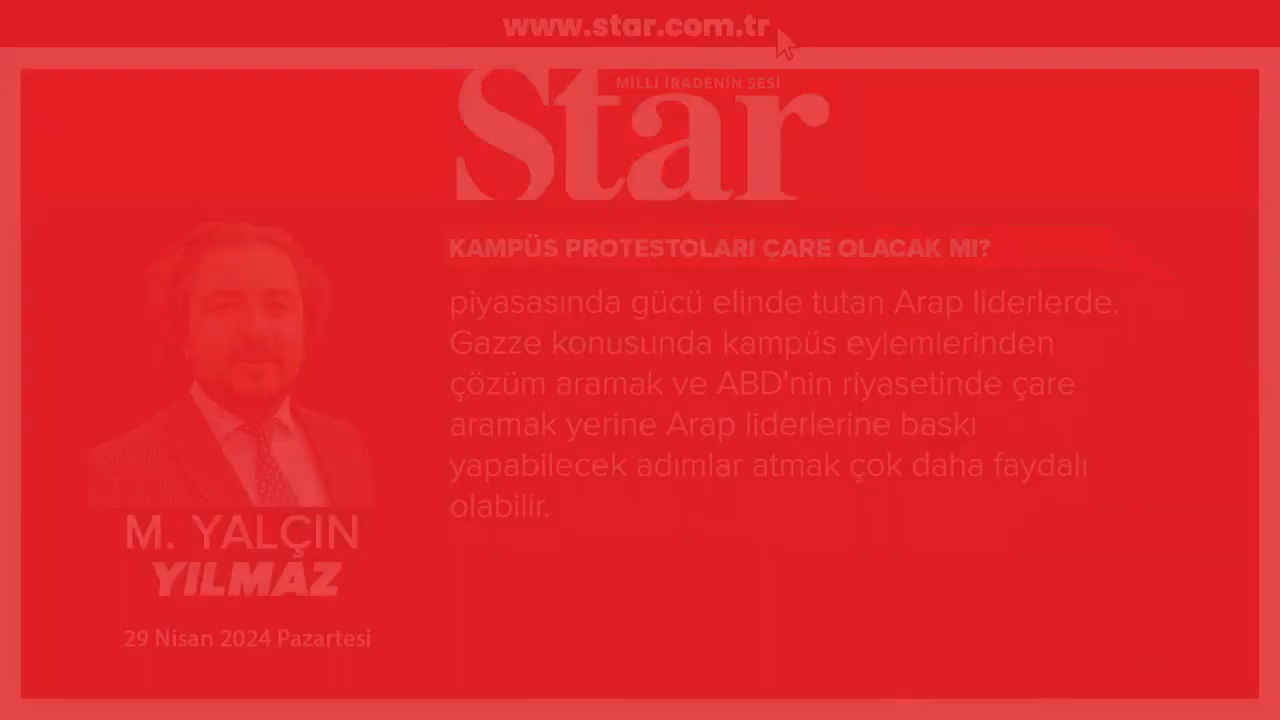 www.star.com.tr
MİLLİ İRADENİN SESİ
Star
KAMPÜS PROTESTOLARI ÇARE OLACAK MI?
piyasasında gücü elinde tutan Arap liderlerde.
Gazze konusunda kampüs eylemlerinden
çözüm aramak ve ABD'nin riyasetinde çare
aramak yerine Arap liderlerine baskı
yapabilecek adımlar atmak çok daha faydalı
olabilir.
M. YALÇIN
YILMAZ
29 Nisan 2024 Pazartesi